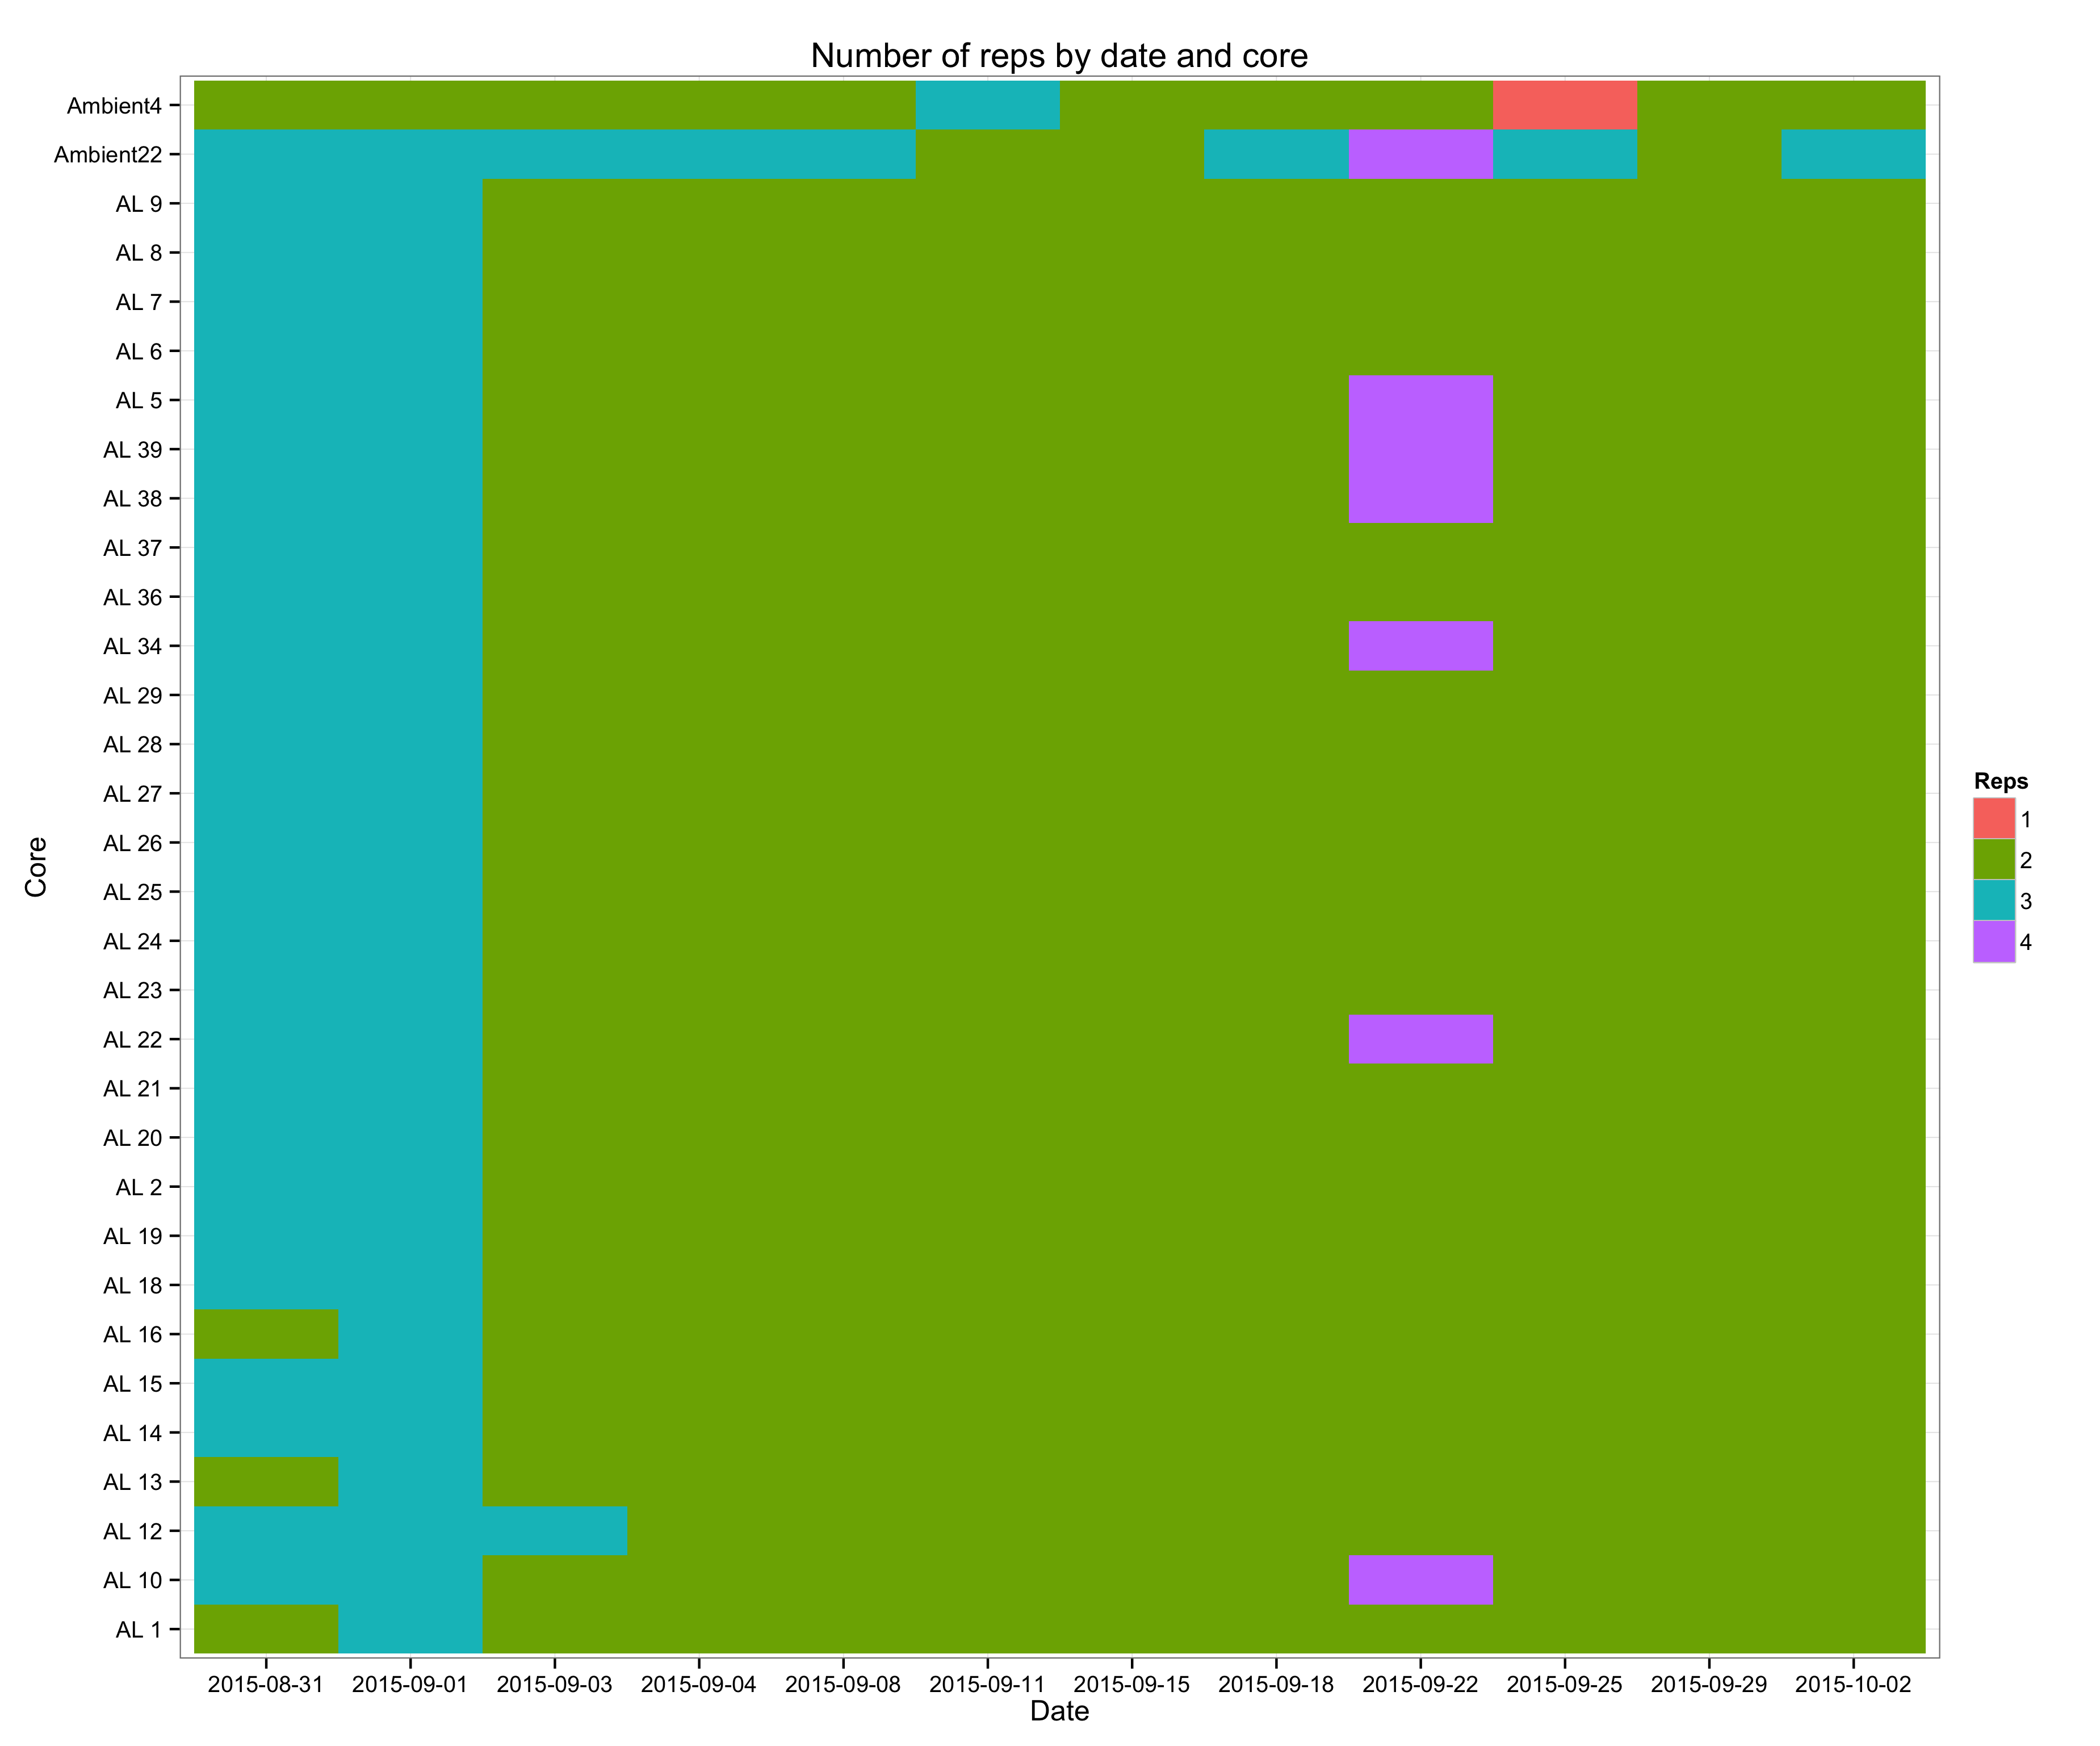 Number of reps by date and core
Ambient4
Ambient22
AL 9
AL 8
AL 7
AL 6
AL 5
AL 39
AL 38
AL 37
AL 36
AL 34
AL 29
AL 28
AL 27
AL 26
AL 25
AL 24
AL 23
AL 22
AL 21
AL 20
AL 2
AL 19
AL 18
AL 16
AL 15
AL 14
AL 13
AL 12
AL 10
AL 1
Core
2015-08-31 2015-09-01 2015-09-03 2015-09-04 2015-09-08 2015-09-11 2015-09-15 2015-09-18 2015-09-22 2015-09-25 2015-09-29 2015-10-02
Date
Reps
1
2
3
4